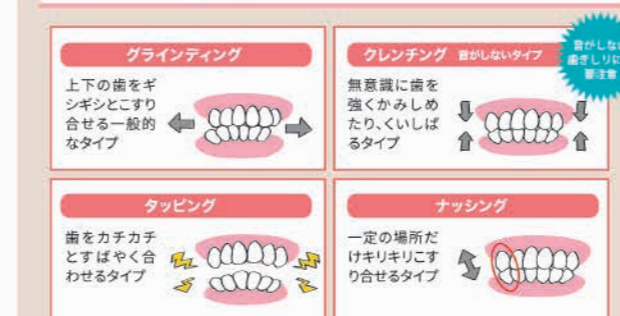 グラインディング
上下の歯をギ
シギシとこすり
合せる一般的
なタイプ
クレンチング 音がしないタイプ
音がしない
歯ぎしりに
要注意
無意識に歯を
強くかみしめ
たり、くいしば
るタイプ
タッピング
歯をカチカチ
とすばやく合
わせるタイプ
ナッシング
一定の場所だ
けキリキリこす
り合せるタイプ